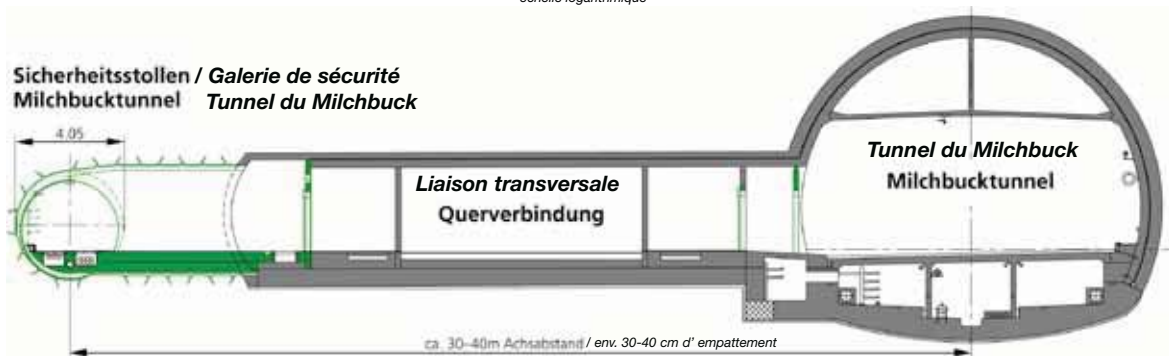 échelle logarithmique
Sicherheitsstollen / Galerie de sécurité
Milchbucktunnel Tunnel du Milchbuck
4.05
Liaison transversale
Querverbindung
Tunnel du Milchbuck
Milchbucktunnel
ca. 30–40m Achsabstand / env. 30-40 cm d' empattement